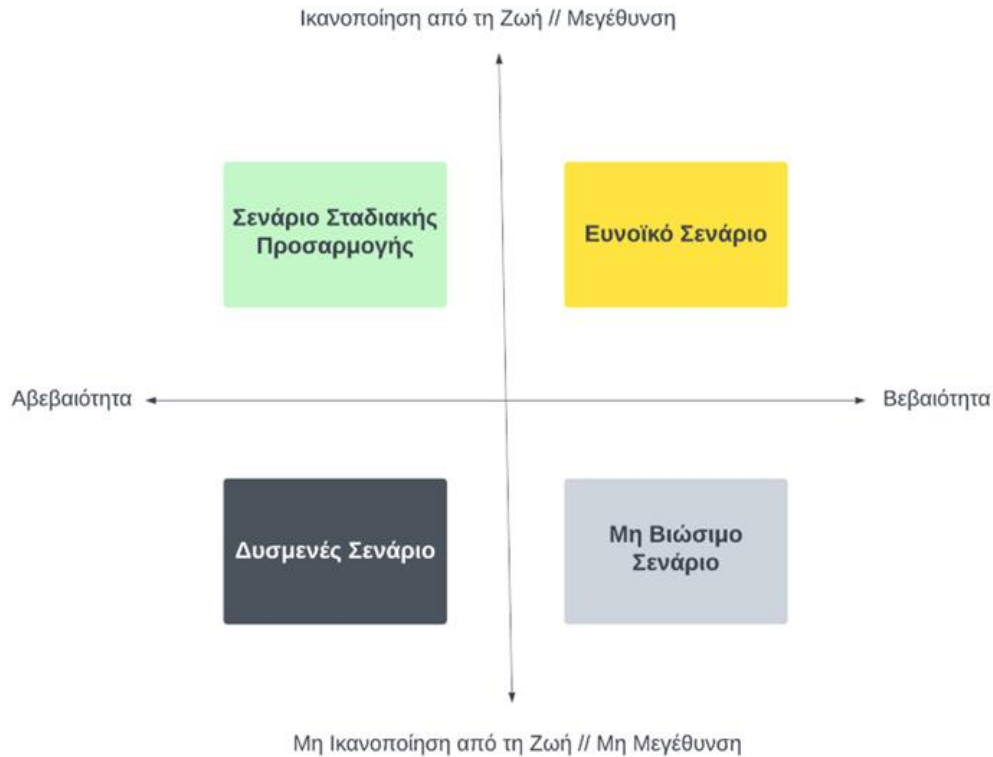 Ικανοποίηση από τη Ζωή // Μεγέθυνση
Σενάριο Σταδιακής
Προσαρμογής
Ευνοϊκό Σενάριο
Αβεβαιότητα
Βεβαιότητα
Δυσμενές Σενάριο
Μη Βιώσιμο
Σενάριο
Μη Ικανοποίηση από τη Ζωή // Μη Μεγέθυνση